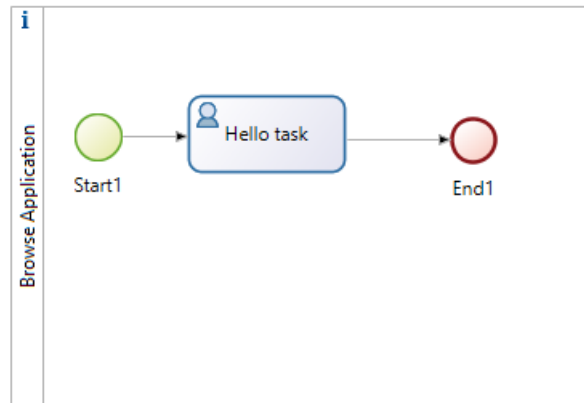 i
Browse Application
Hello task
Start1
End1